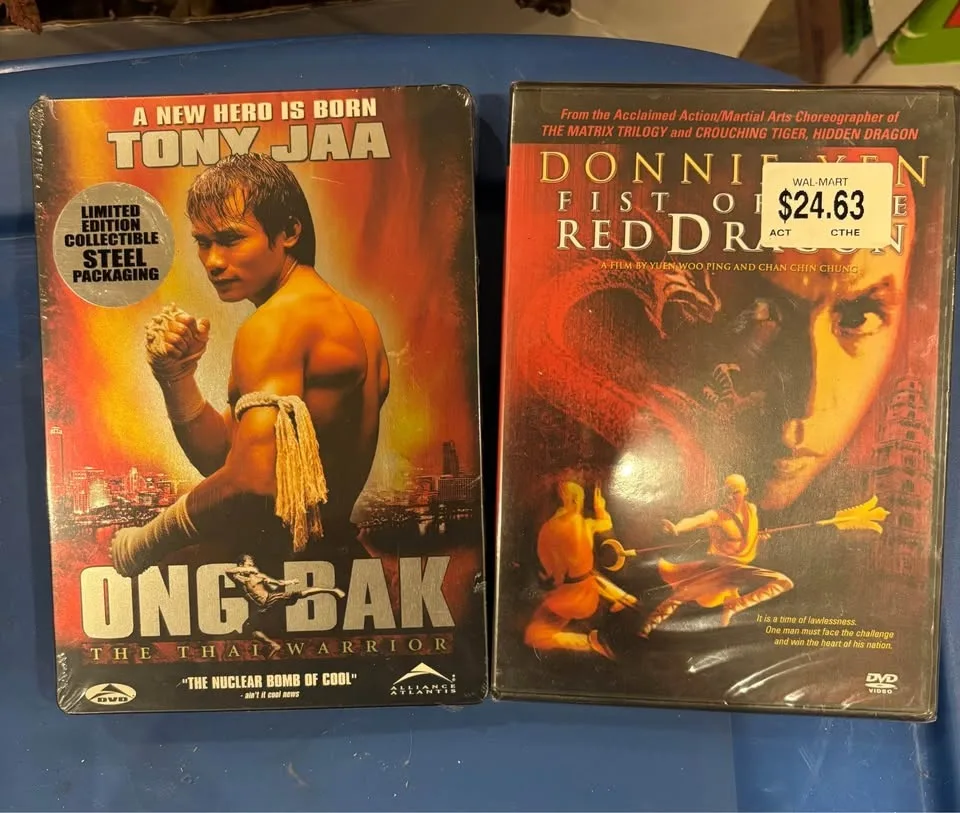 A NEW HERO IS BORN
TONY JAA
LIMITED
EDITION
COLLECTIBLE
STEEL
PACKAGING
ONG BAK
THE THAI WARRIOR
"THE NUCLEAR BOMB OF COOL"
- ain't it cool news
DVD
ALLIANCE
ATLANTIS
From the Acclaimed Action/Martial Arts Choreographer of
THE MATRIX TRILOGY and CROUCHING TIGER, HIDDEN DRAGON
DONNIE YEN
WAL-MART
$24.63
ACT CTHE
FIST OF THE
RED DRAGON
A FILM BY YUEN WOO PING AND CHAN CHIN CHUNG
It is a time of lawlessness.
One man must face the challenge
and win the heart of his nation.
DVD
VIDEO